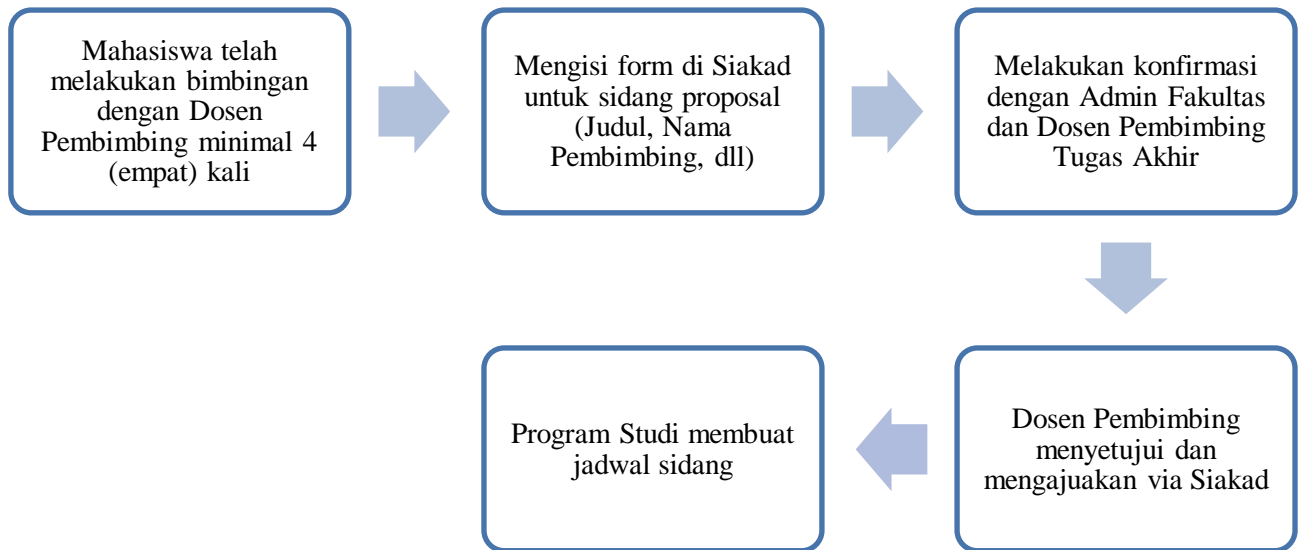 Mahasiswa telah
melakukan bimbingan
dengan Dosen
Pembimbing minimal 4
(empat) kali
Mengisi form di Siakad
untuk sidang proposal
(Judul, Nama
Pembimbing, dll)
Melakukan konfirmasi
dengan Admin Fakultas
dan Dosen Pembimbing
Tugas Akhir
Dosen Pembimbing
menyetujui dan
mengajuakan via Siakad
Program Studi membuat
jadwal sidang